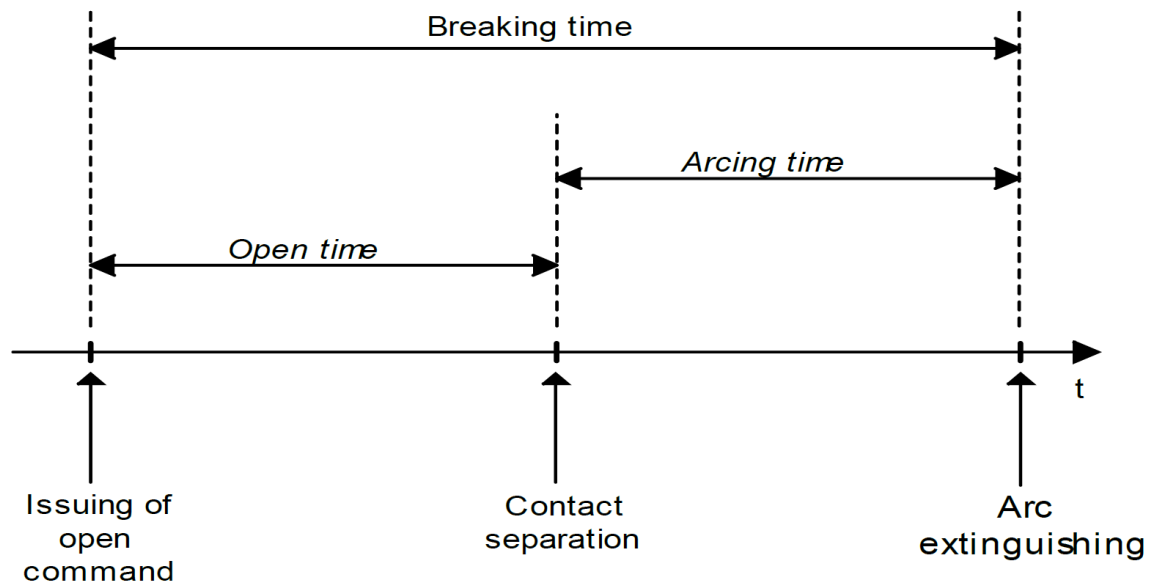 Breaking time
Arcing time
Open time
t
Issuing of
open
command
Contact
separation
Arc
extinguishing